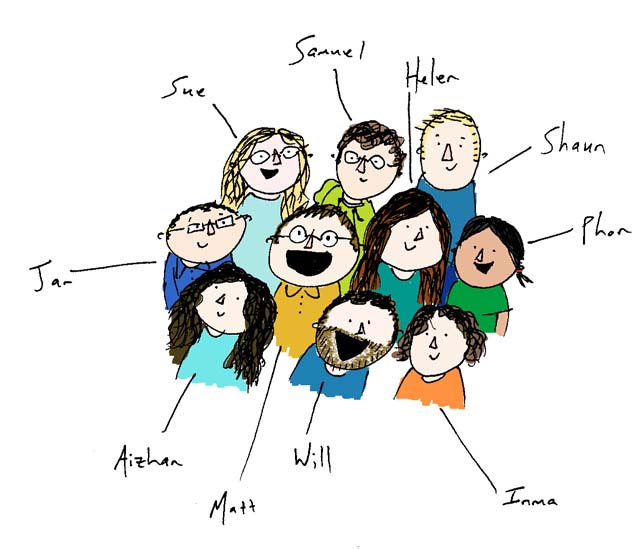 Samuel
Helen
Sue
Shaun
Phon
Jan
Aizhan
Will
Matt
Inma